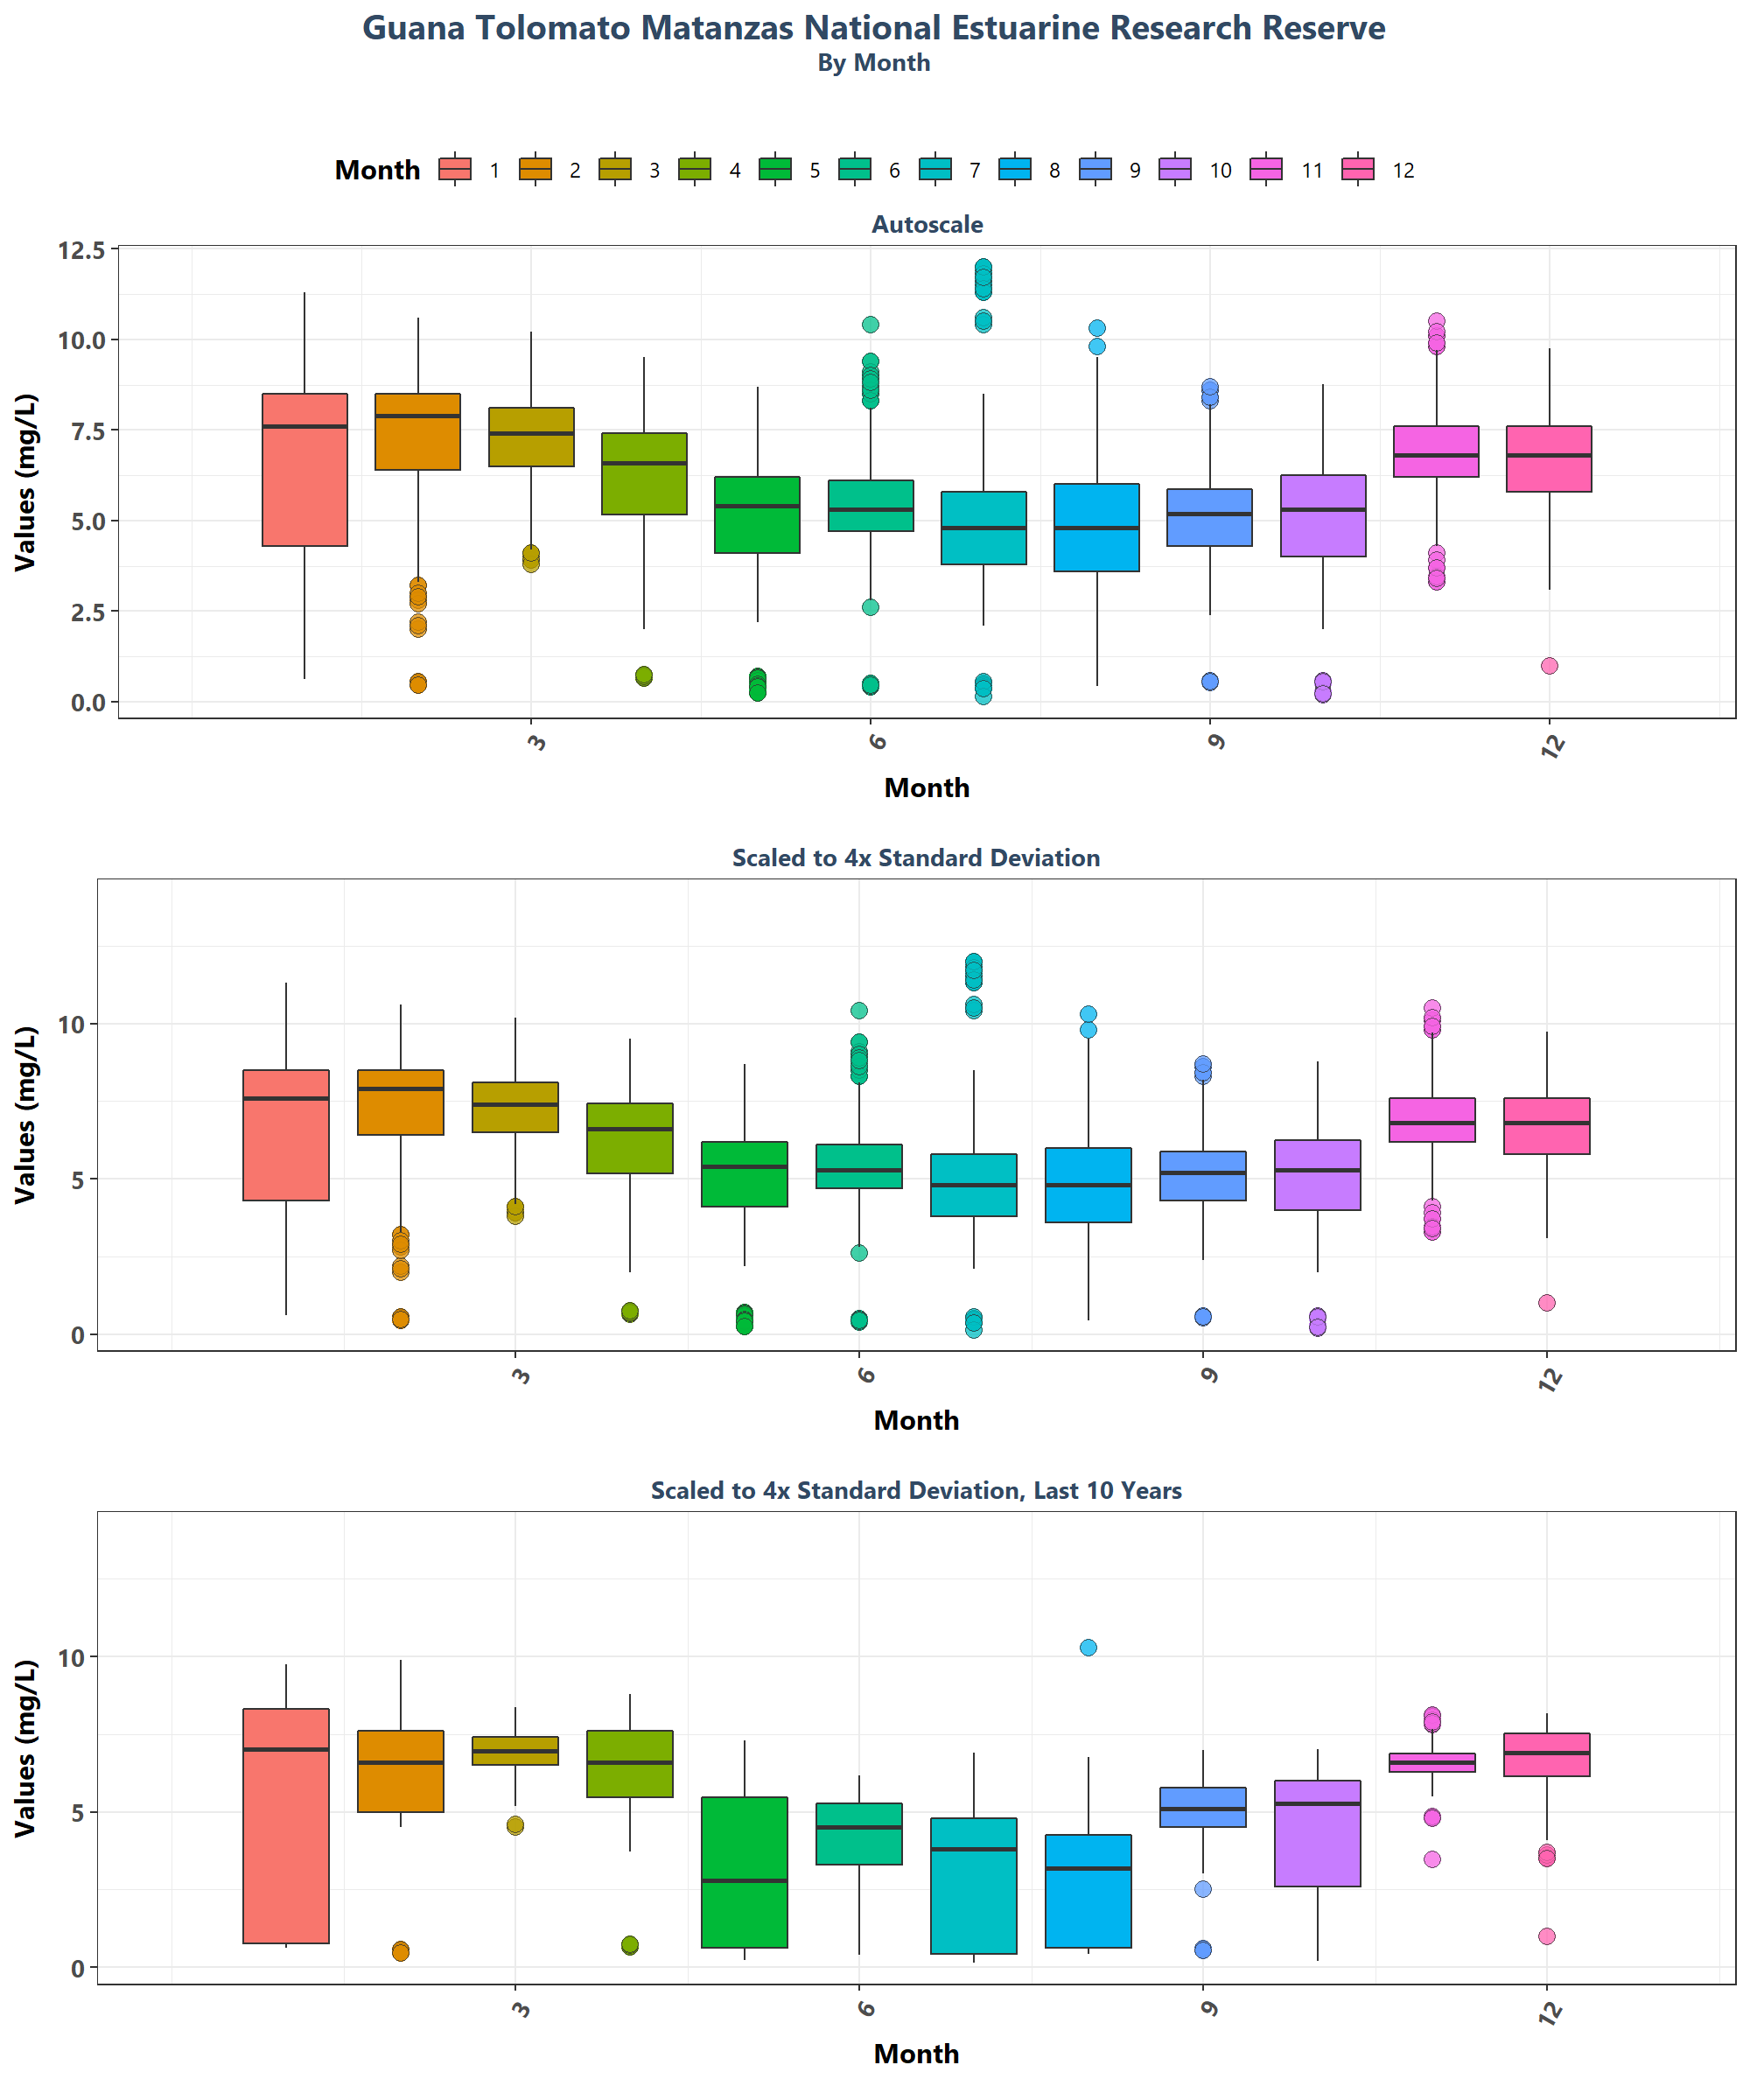 Guana Tolomato Matanzas National Estuarine Research Reserve
By Month
Month 1 2 3 4 5 6 7 8 9 10 11 12
Autoscale
Values (mg/L)
12.5
10.0
7.5
5.0
2.5
0.0
3 6 9 12
Month
Scaled to 4x Standard Deviation
Values (mg/L)
10
5
0
3 6 9 12
Month
Scaled to 4x Standard Deviation, Last 10 Years
Values (mg/L)
10
5
0
3 6 9 12
Month